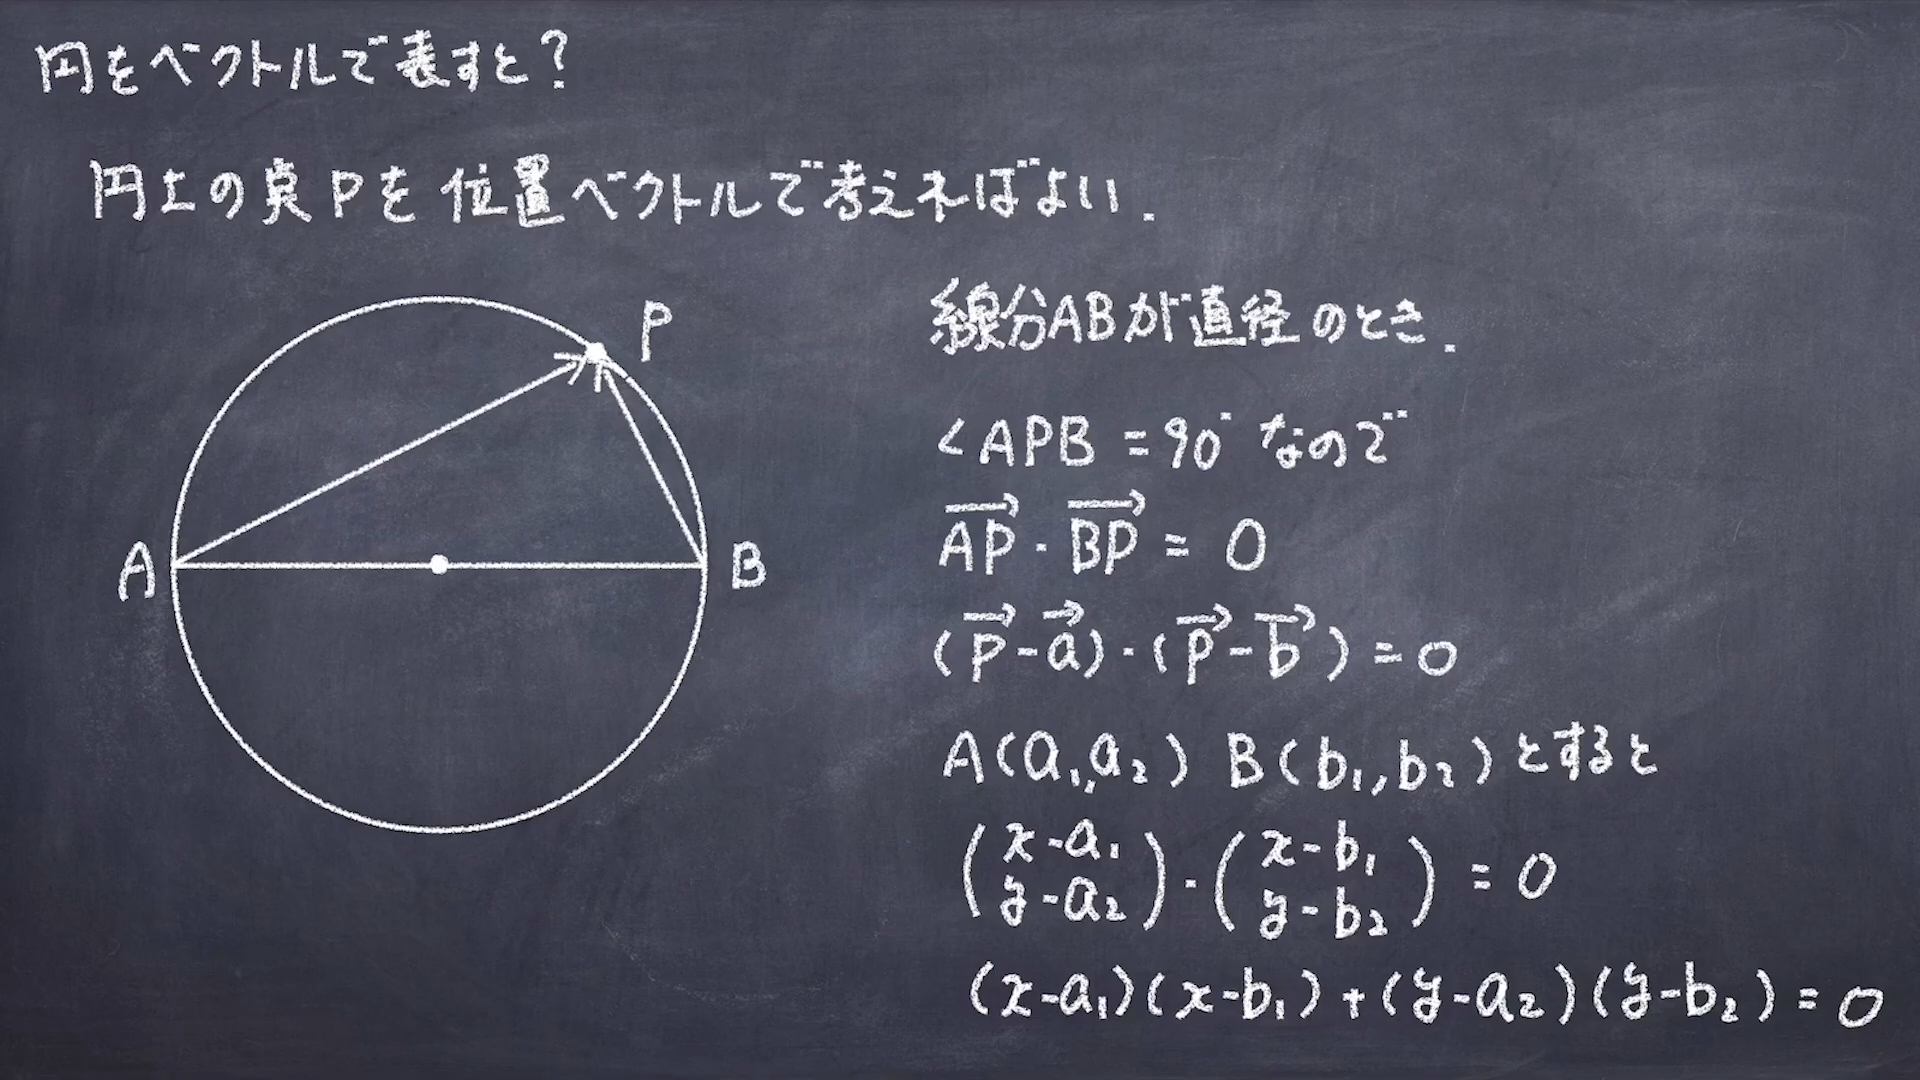 円をベクトルで表すと?
円上の点Pを位置ベクトルで考えればよい.
P
A
B
線分ABが直径のとき.
<APB = 90° なので
$\overrightarrow{AP} \cdot \overrightarrow{BP} = 0$
$(\overrightarrow{p} - \overrightarrow{a}) \cdot (\overrightarrow{p} - \overrightarrow{b}) = 0$
A(a₁,a₂) B(b₁,b₂) とすると
$\begin{pmatrix} x-a_1 \\ y-a_2 \end{pmatrix} \cdot \begin{pmatrix} x-b_1 \\ y-b_2 \end{pmatrix} = 0$
(x-a₁)(x-b₁)+(y-a₂)(y-b₂)=0